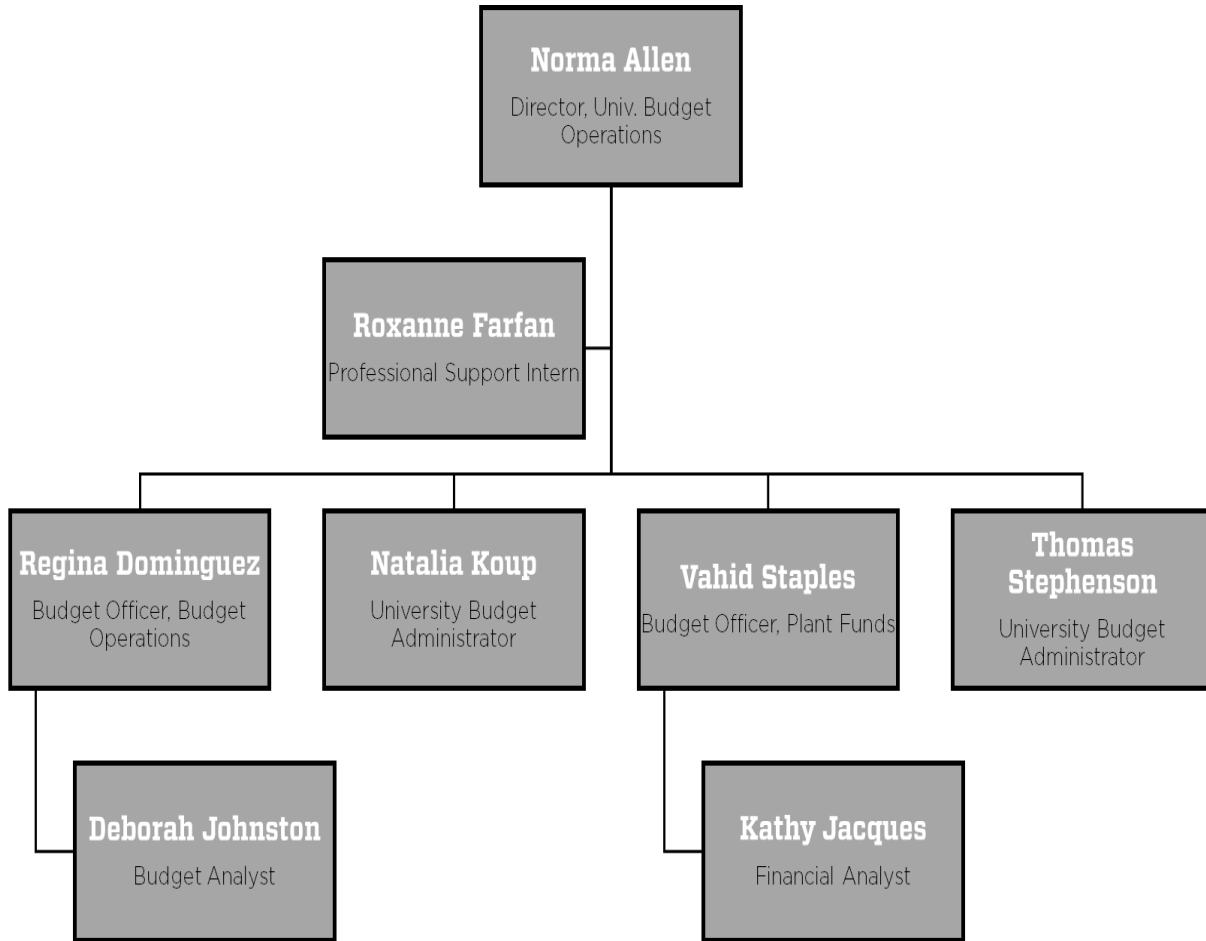 Norma Allen
Director, Univ. Budget
Operations
Roxanne Farfan
Professional Support Intern
Regina Dominguez
Budget Officer, Budget
Operations
Natalia Koup
University Budget
Administrator
Vahid Staples
Budget Officer, Plant Funds
Thomas
Stephenson
University Budget
Administrator
Deborah Johnston
Budget Analyst
Kathy Jacques
Financial Analyst